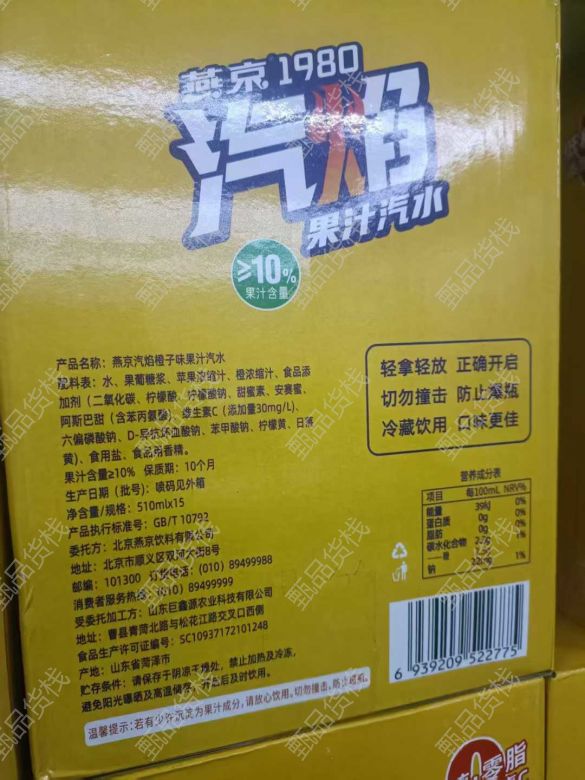 燕京1980
汽焰
果汁汽水
≥10%
果汁含量
产品名称：燕京汽焰橙子味果汁汽水
配料表：水、果葡糖浆、苹果浓缩汁、橙浓缩汁、食品添
加剂（二氧化碳、柠檬酸、柠檬酸钠、甜蜜素、安赛蜜、
阿斯巴甜（含苯丙氨酸）、维生素C（添加量30mg/L）、
六偏磷酸钠、D-异抗坏血酸钠、苯甲酸钠、柠檬黄、日落
黄）、食用盐、食品用香精。
果汁含量≥10% 保质期：10个月
生产日期（批号）：喷码见外箱
净含量/规格：510mlx15
产品执行标准号：GB/T 10792
委托方：北京燕京饮料有限公司
地址：北京市顺义区双河大街8号
邮编：101300 订货电话：(010) 89499988
消费者服务热线：(010) 89499999
受委托加工方：山东巨鑫源农业科技有限公司
地址：曹县青菏北路与松花江路交叉口西侧
食品生产许可证编号：SC10937172101248
产地：山东省菏泽市
贮存条件：请保存于阴凉干燥处，禁止加热及冷冻，
避免阳光曝晒及高温储存，开启后及时饮用。
温馨提示：若有少许沉淀为果汁成分，请放心饮用。切勿撞击，防止爆瓶。
轻拿轻放 正确开启
切勿撞击 防止爆瓶
冷藏饮用 口味更佳
营养成分表
项目 每100mL NRV%
能量 39kJ 0%
蛋白质 0g 0%
脂肪 0g 0%
碳水化合物 1%
钠 1%
6 939209 522775
零脂
甄品货栈